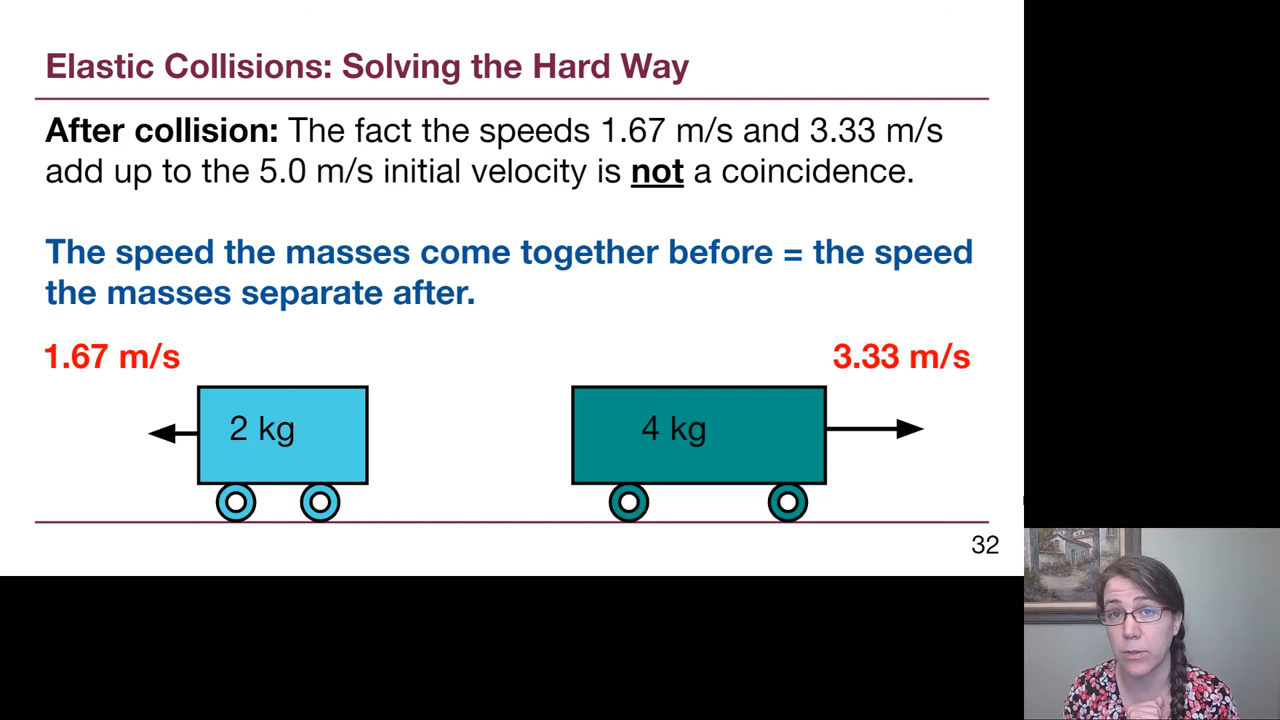 Elastic Collisions: Solving the Hard Way
After collision: The fact the speeds 1.67 m/s and 3.33 m/s
add up to the 5.0 m/s initial velocity is not a coincidence.
The speed the masses come together before = the speed
the masses separate after.
1.67 m/s
3.33 m/s
2 kg
4 kg
32